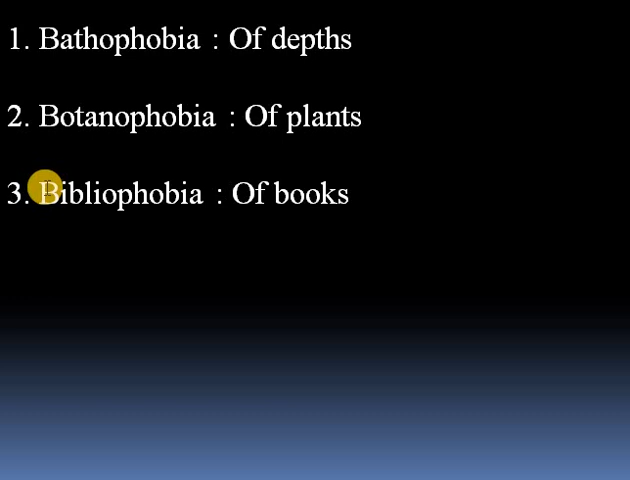 1. Bathophobia : Of depths
2. Botanophobia : Of plants
3. Bibliophobia : Of books